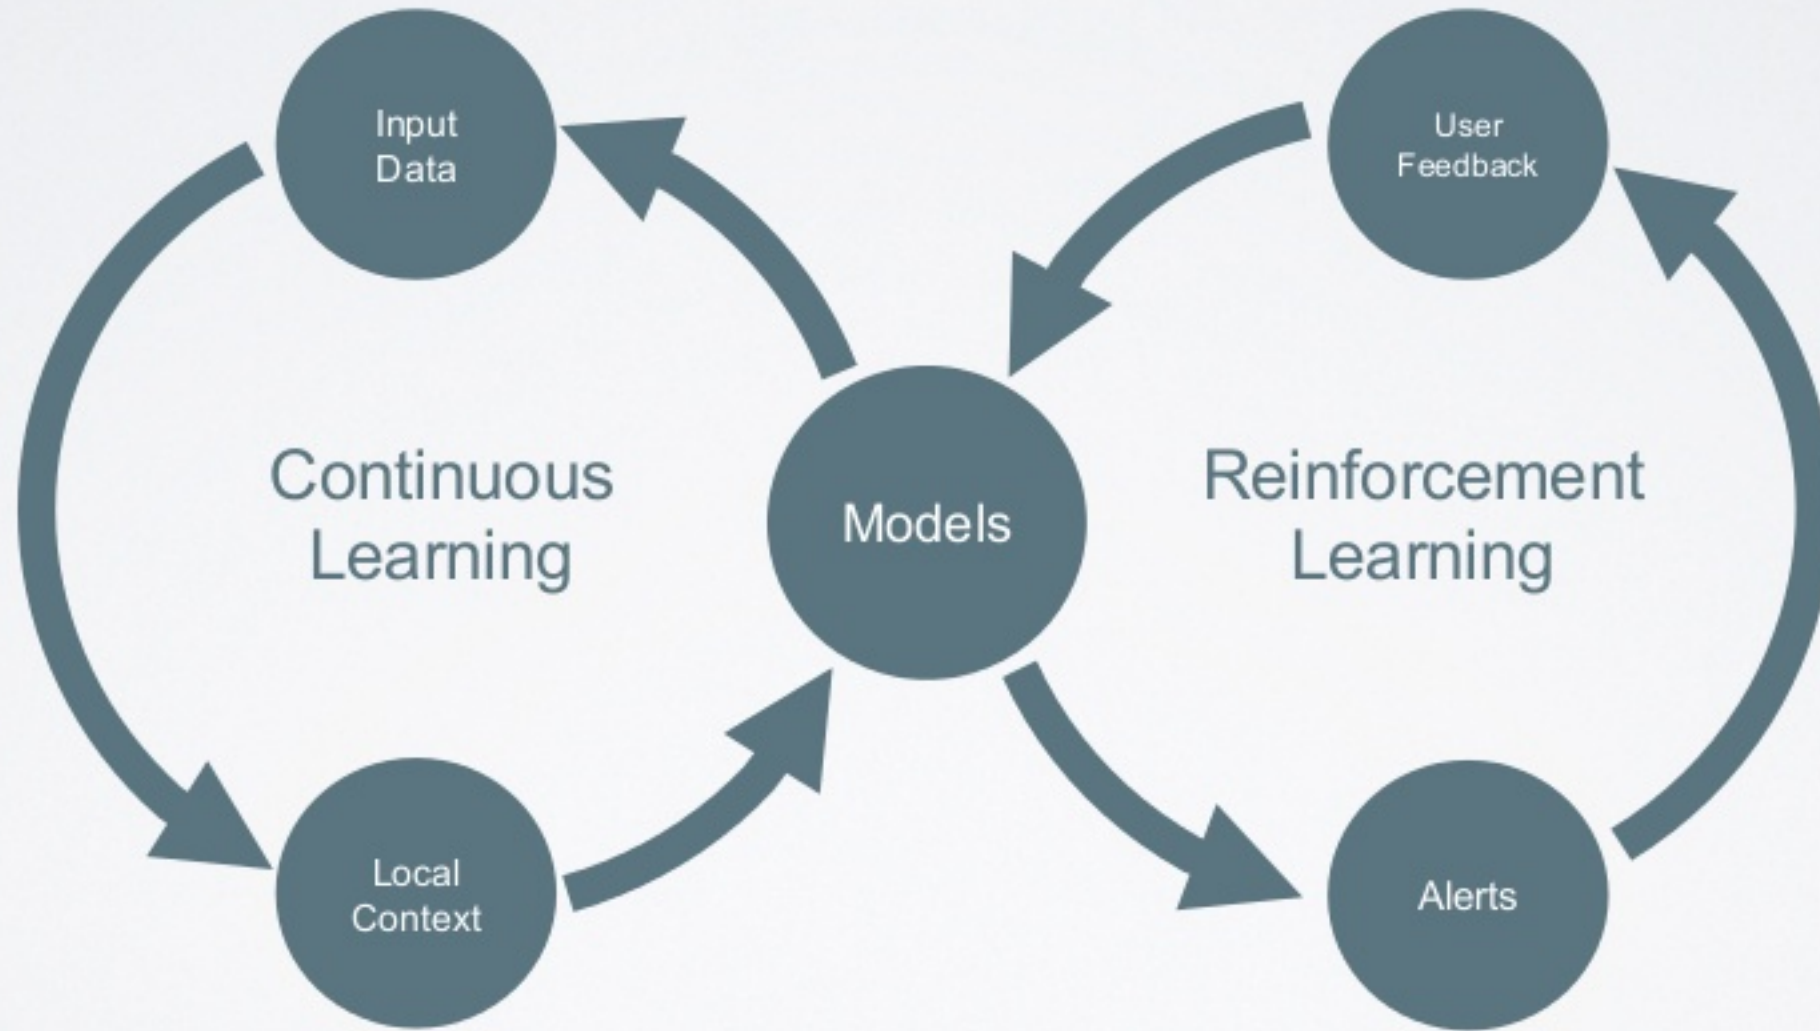 Input
Data
User
Feedback
Continuous
Learning
Models
Reinforcement
Learning
Local
Context
Alerts